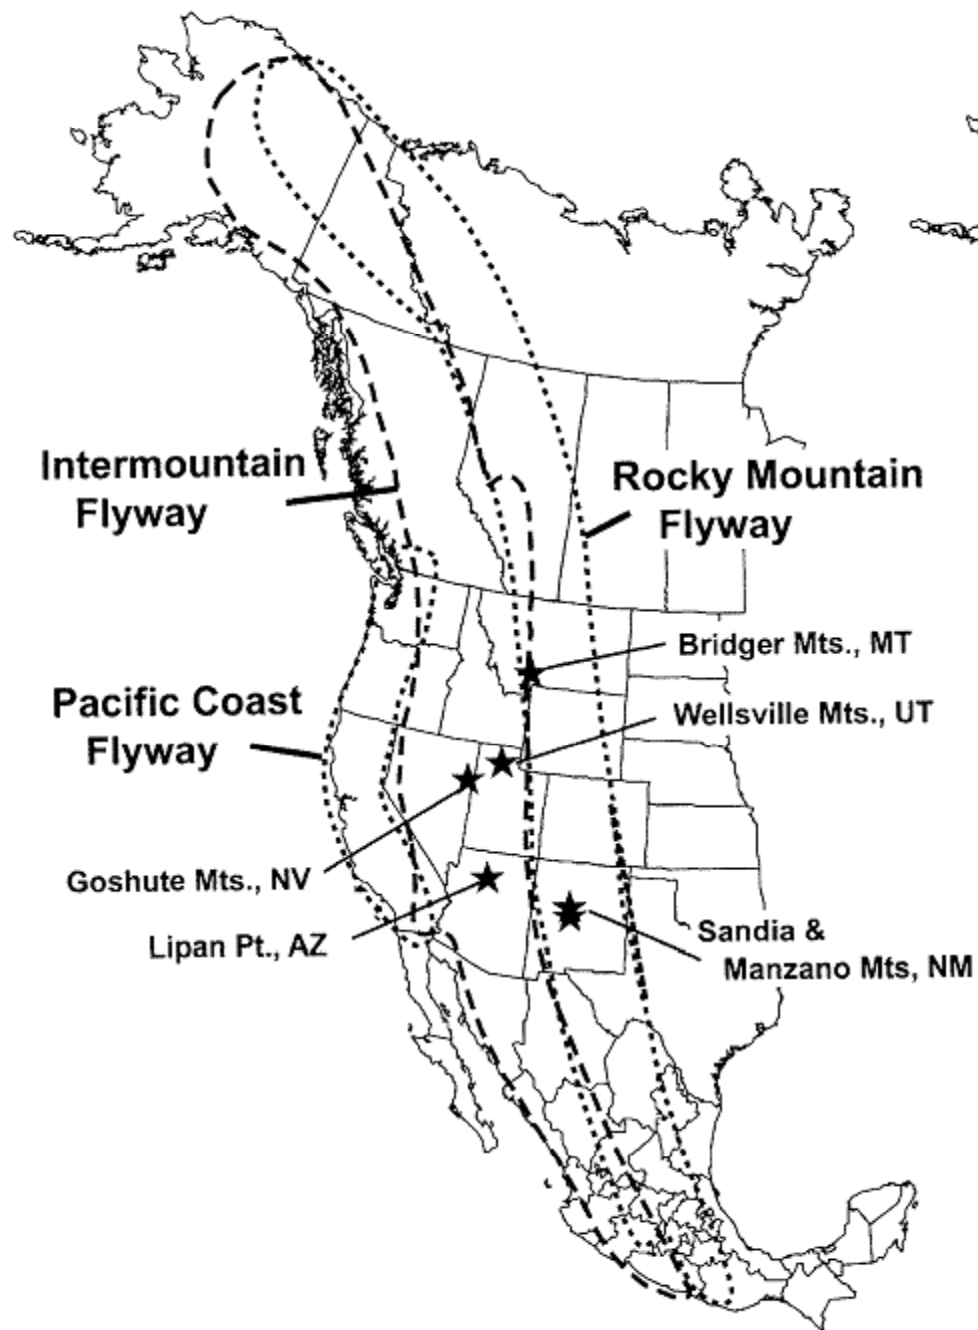 Intermountain
Flyway
Rocky Mountain
Flyway
Bridger Mts., MT
Pacific Coast
Flyway
Wellsville Mts., UT
Goshute Mts., NV
Lipan Pt., AZ
Sandia &
Manzano Mts, NM